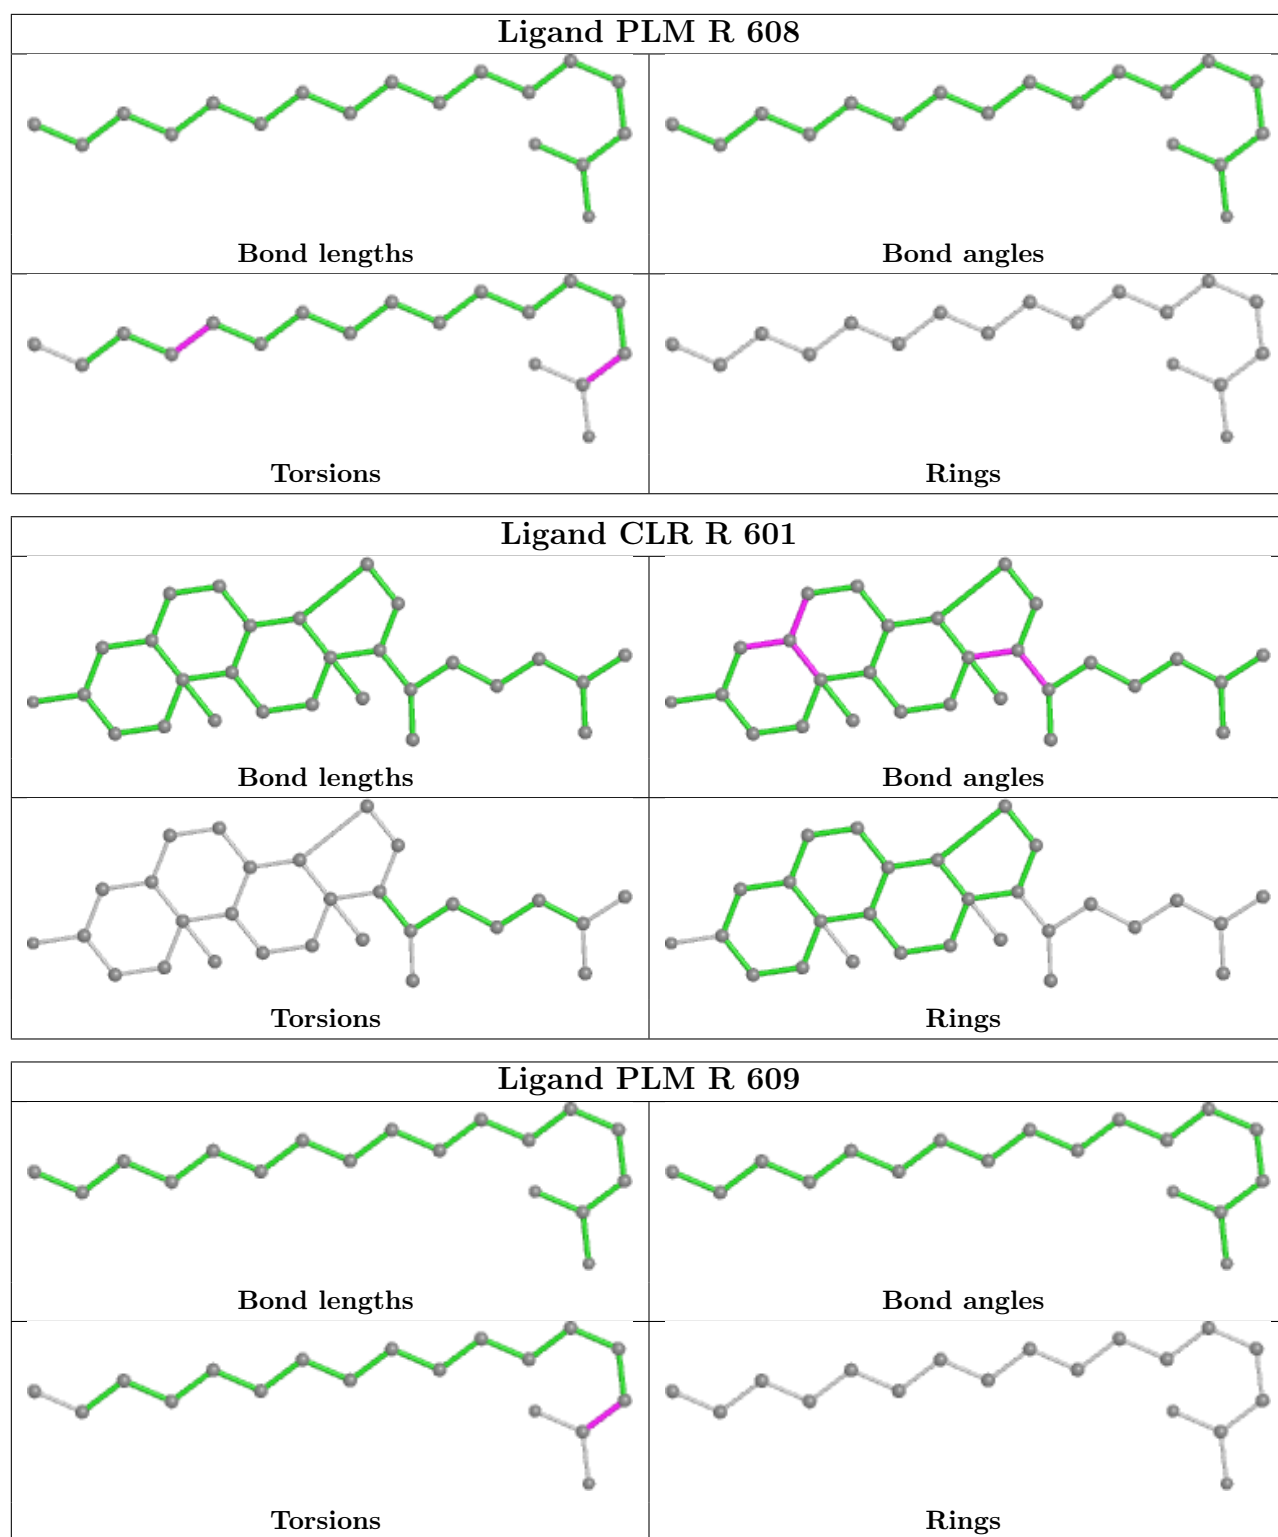 Ligand PLM R 608
Bond lengths
Bond angles
Torsions
Rings
Ligand CLR R 601
Bond lengths
Bond angles
Torsions
Rings
Ligand PLM R 609
Bond lengths
Bond angles
Torsions
Rings